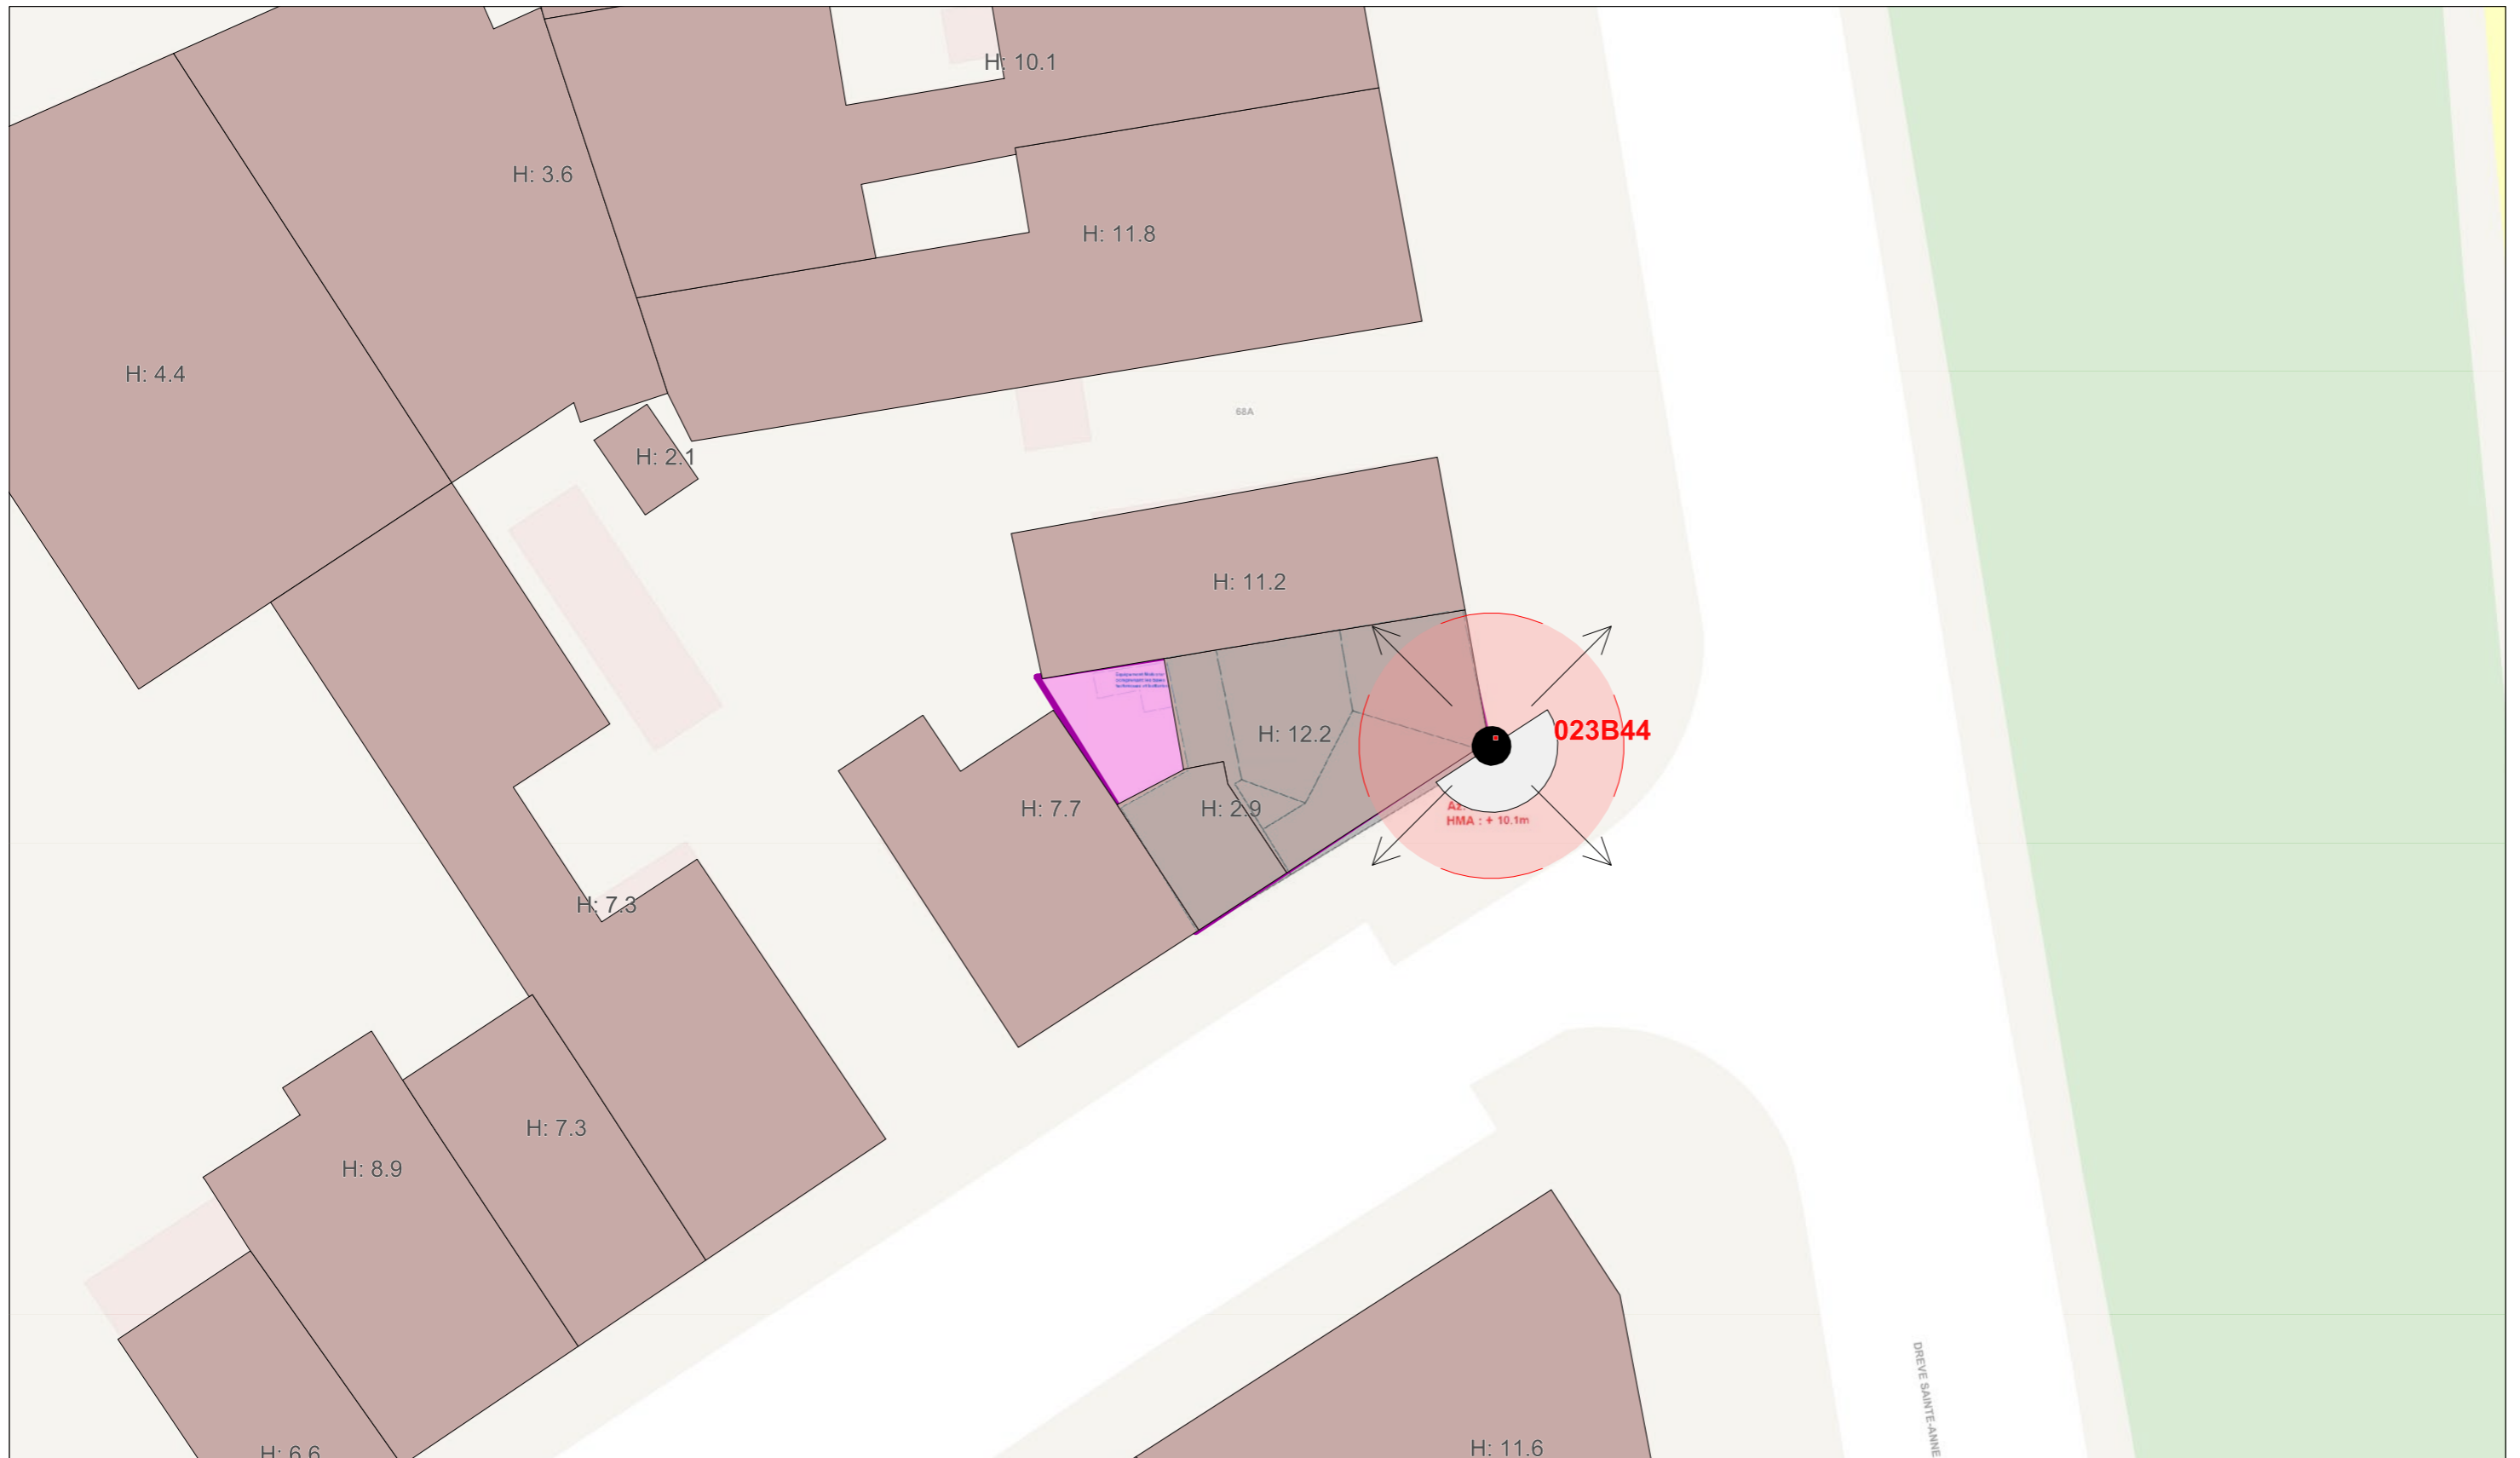 H: 10.1
H: 3.6
H: 11.8
H: 4.4
68A
H: 2.1
H: 11.2
023B44
H: 12.2
H: 7.7
H: 2.9
Az:
HMA : + 10.1m
H: 7.3
H: 7.3
H: 8.9
DREVE SAINTE-ANNE
H: 6.6
H: 11.6